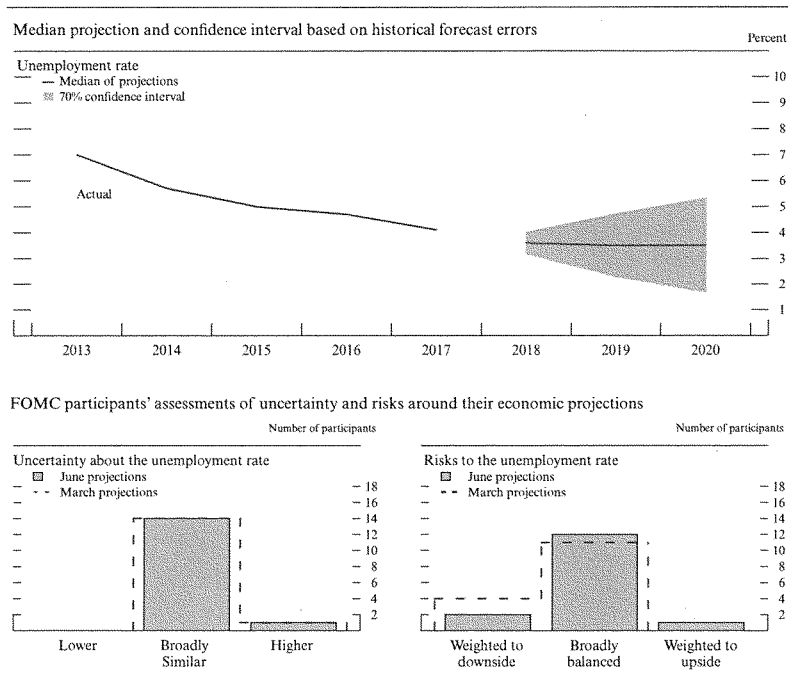 Median projection and confidence interval based on historical forecast errors
Percent
Unemployment rate
Median of projections
70% confidence interval
10
9
8
7
6
5
4
3
2
1
Actual
2013 2014 2015 2016 2017 2018 2019 2020
FOMC participants' assessments of uncertainty and risks around their economic projections
Number of participants
Uncertainty about the unemployment rate
June projections
March projections
18
16
14
12
10
8
6
4
2
Lower Broadly Higher
Similar
Number of participants
Risks to the unemployment rate
June projections
March projections
18
16
14
12
10
8
6
4
2
Weighted to Broadly Weighted to
downside balanced upside